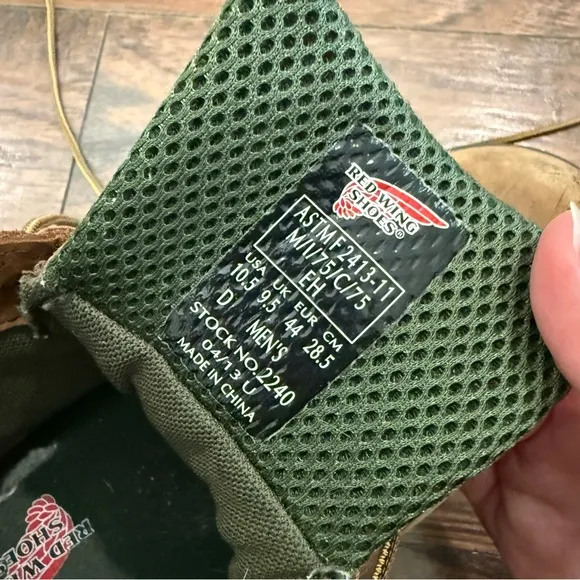 RED WING
SHOES®
ASTM F2413-11
M/I/75/C/75
EH
USA UK EUR CM
10.5 9.5 44 28.5
D MEN'S
STOCK NO. 2240
04/13 U
MADE IN CHINA
RED WI
SHOES